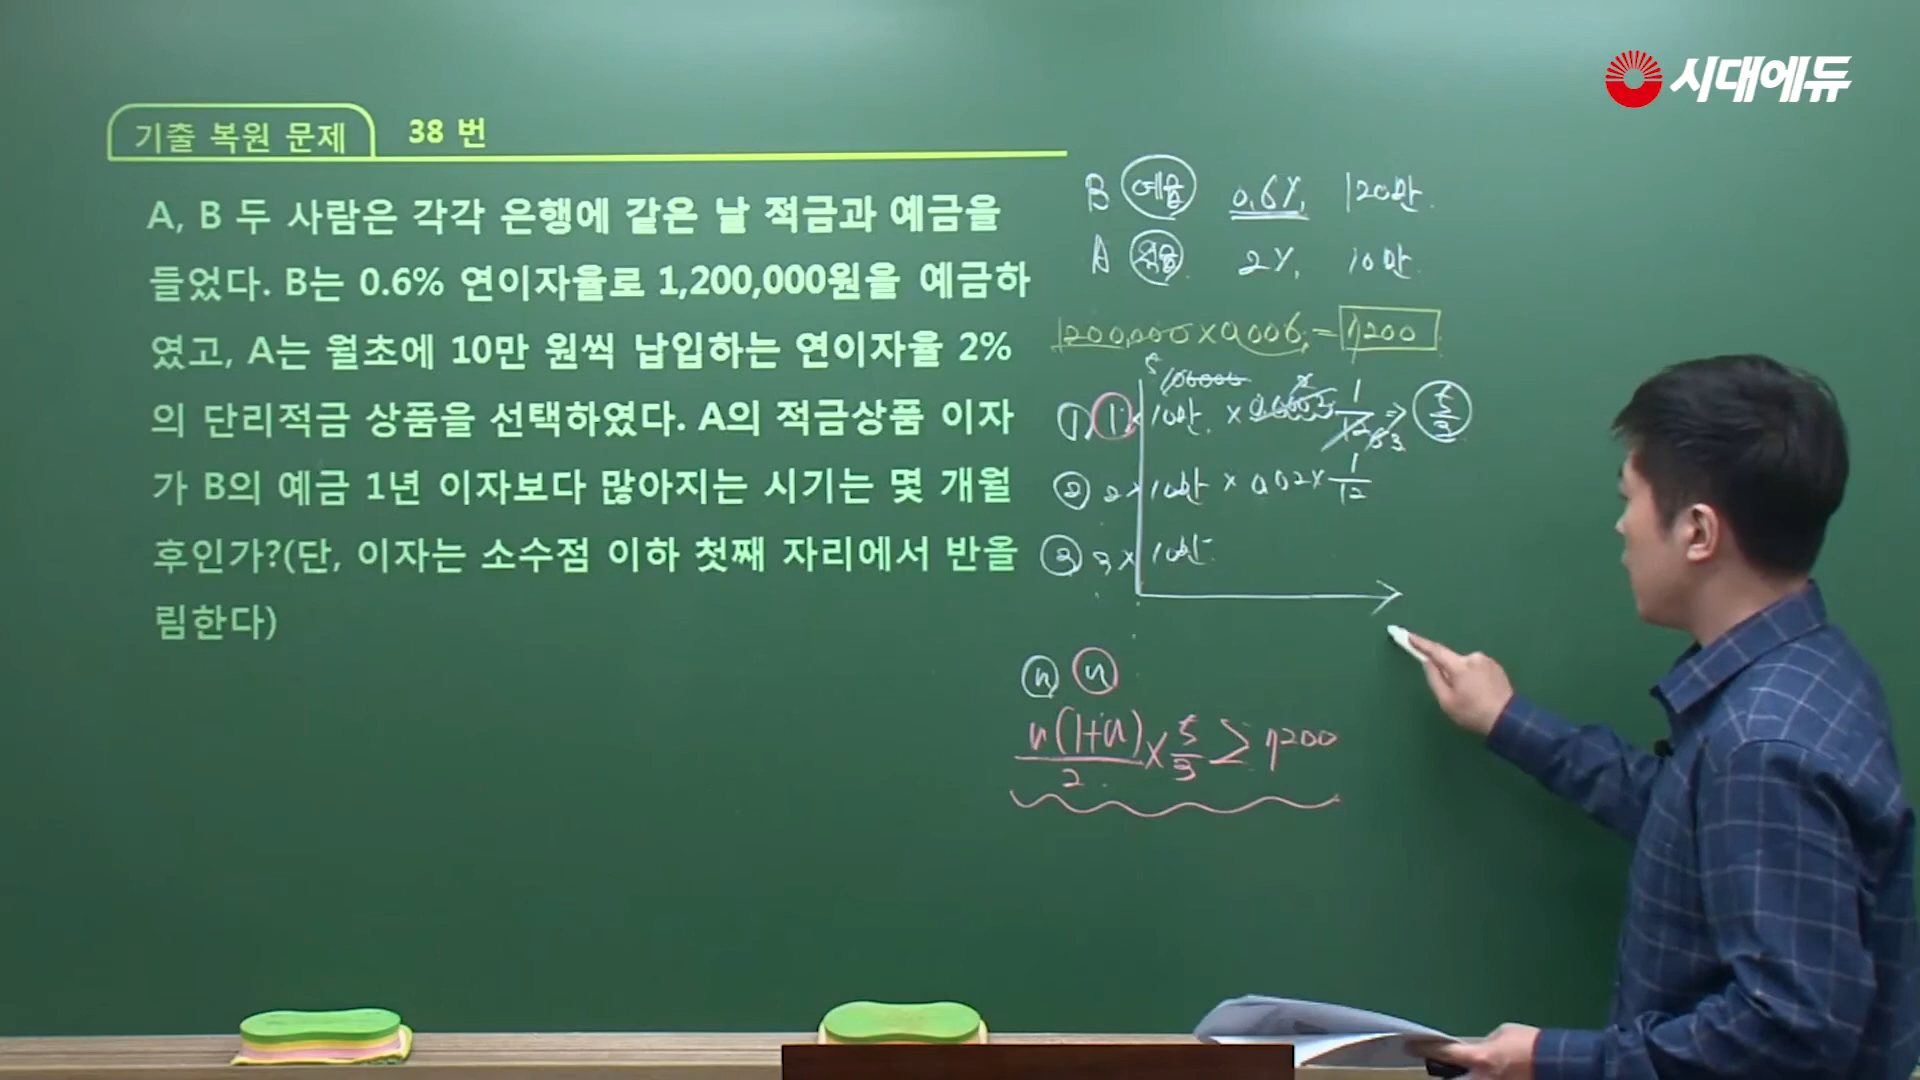 시대에듀
기출 복원 문제 38 번
A, B 두 사람은 각각 은행에 같은 날 적금과 예금을
들었다. B는 0.6% 연이자율로 1,200,000원을 예금하
였고, A는 월초에 10만 원씩 납입하는 연이자율 2%
의 단리적금 상품을 선택하였다. A의 적금상품 이자
가 B의 예금 1년 이자보다 많아지는 시기는 몇 개월
후인가?(단, 이자는 소수점 이하 첫째 자리에서 반올
림한다)
B 예금 0.6% 120만
A 적금 2% 10만
1200,000 × 0.006 = 7200
① 1 × 10만 × 1/12 ⇒ 5/3
② 2 × 10만 × 0.02 × 1/12
③ 3 × 10만
n n
n(1+n)/2 × 5/3 ≥ 7200